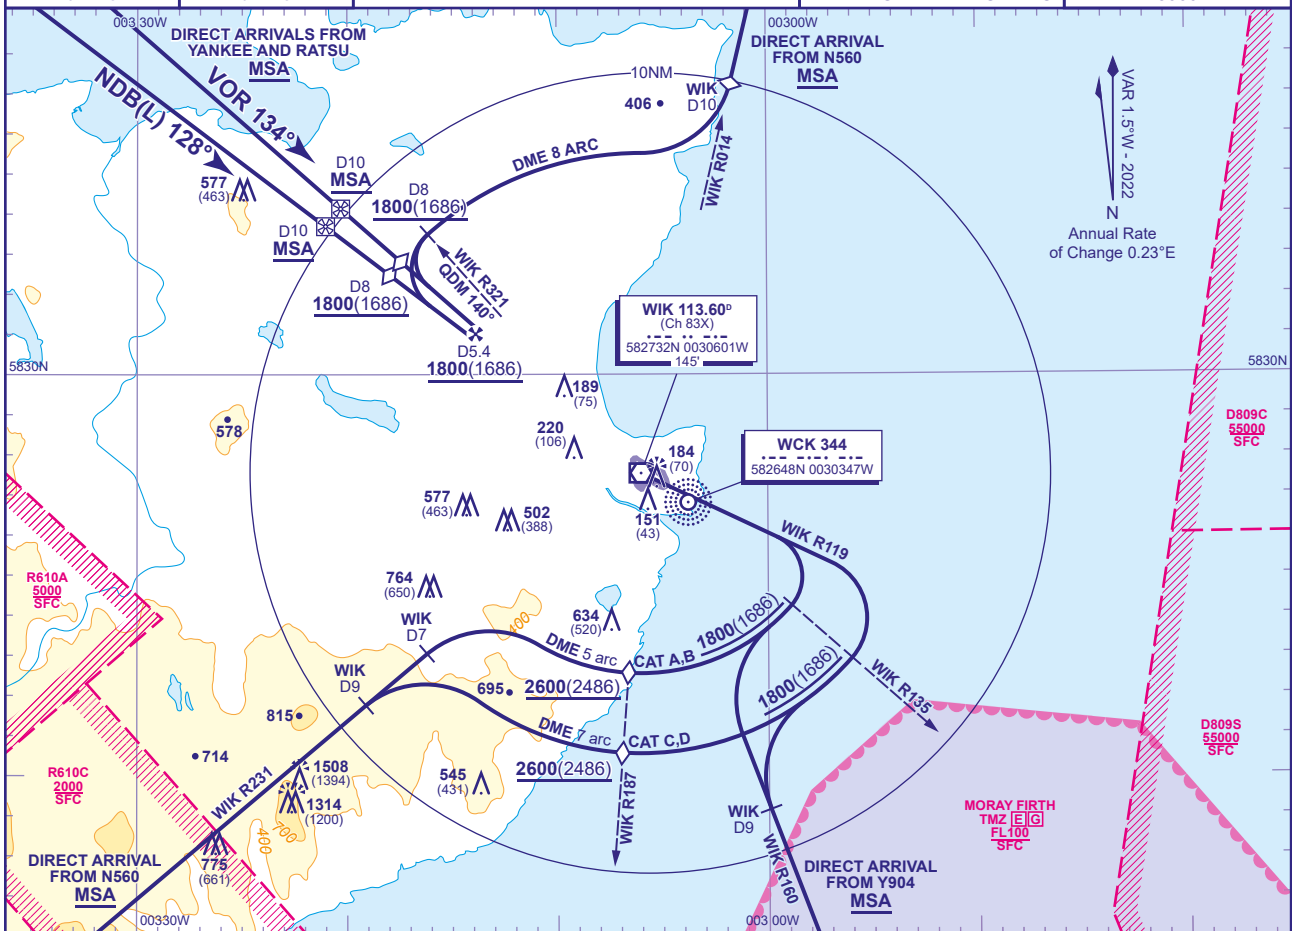 003 30W
003 00W
DIRECT ARRIVALS FROM
YANKEE AND RATSU
MSA
DIRECT ARRIVAL
FROM N560
MSA
NDB(L) 128°
VOR 134°
10NM
406
WIK
D10
DME 8 ARC
WIK R014
VAR 1.5°W - 2022
N
Annual Rate
of Change 0.23°E
577
(463)
D10
MSA
D10
MSA
D8
1800(1686)
WIK R321
QDM 140°
D8
1800(1686)
D5.4
1800(1686)
WIK 113.60ᴰ
(Ch 83X)
582732N 0030601W
145'
5830N
5830N
189
(75)
220
(106)
578
D809C
55000
SFC
184
(70)
WCK 344
582648N 0030347W
577
(463)
502
(388)
151
(43)
WIK R119
R610A
5000
SFC
764
(650)
634
(520)
400
WIK
D7
DME 5 arc
CAT A,B
1800(1686)
1800(1686)
WIK R135
WIK
D9
695
2600(2486)
815
714
DME 7 arc
CAT C,D
2600(2486)
D809S
55000
SFC
R610C
2000
SFC
WIK R231
1508
(1394)
1314
(1200)
545
(431)
WIK R187
WIK
D9
MORAY FIRTH
TMZ E G
FL100
SFC
400
700
775
(661)
DIRECT ARRIVAL
FROM N560
MSA
WIK R160
DIRECT ARRIVAL
FROM Y904
MSA
003 30W
003 00W